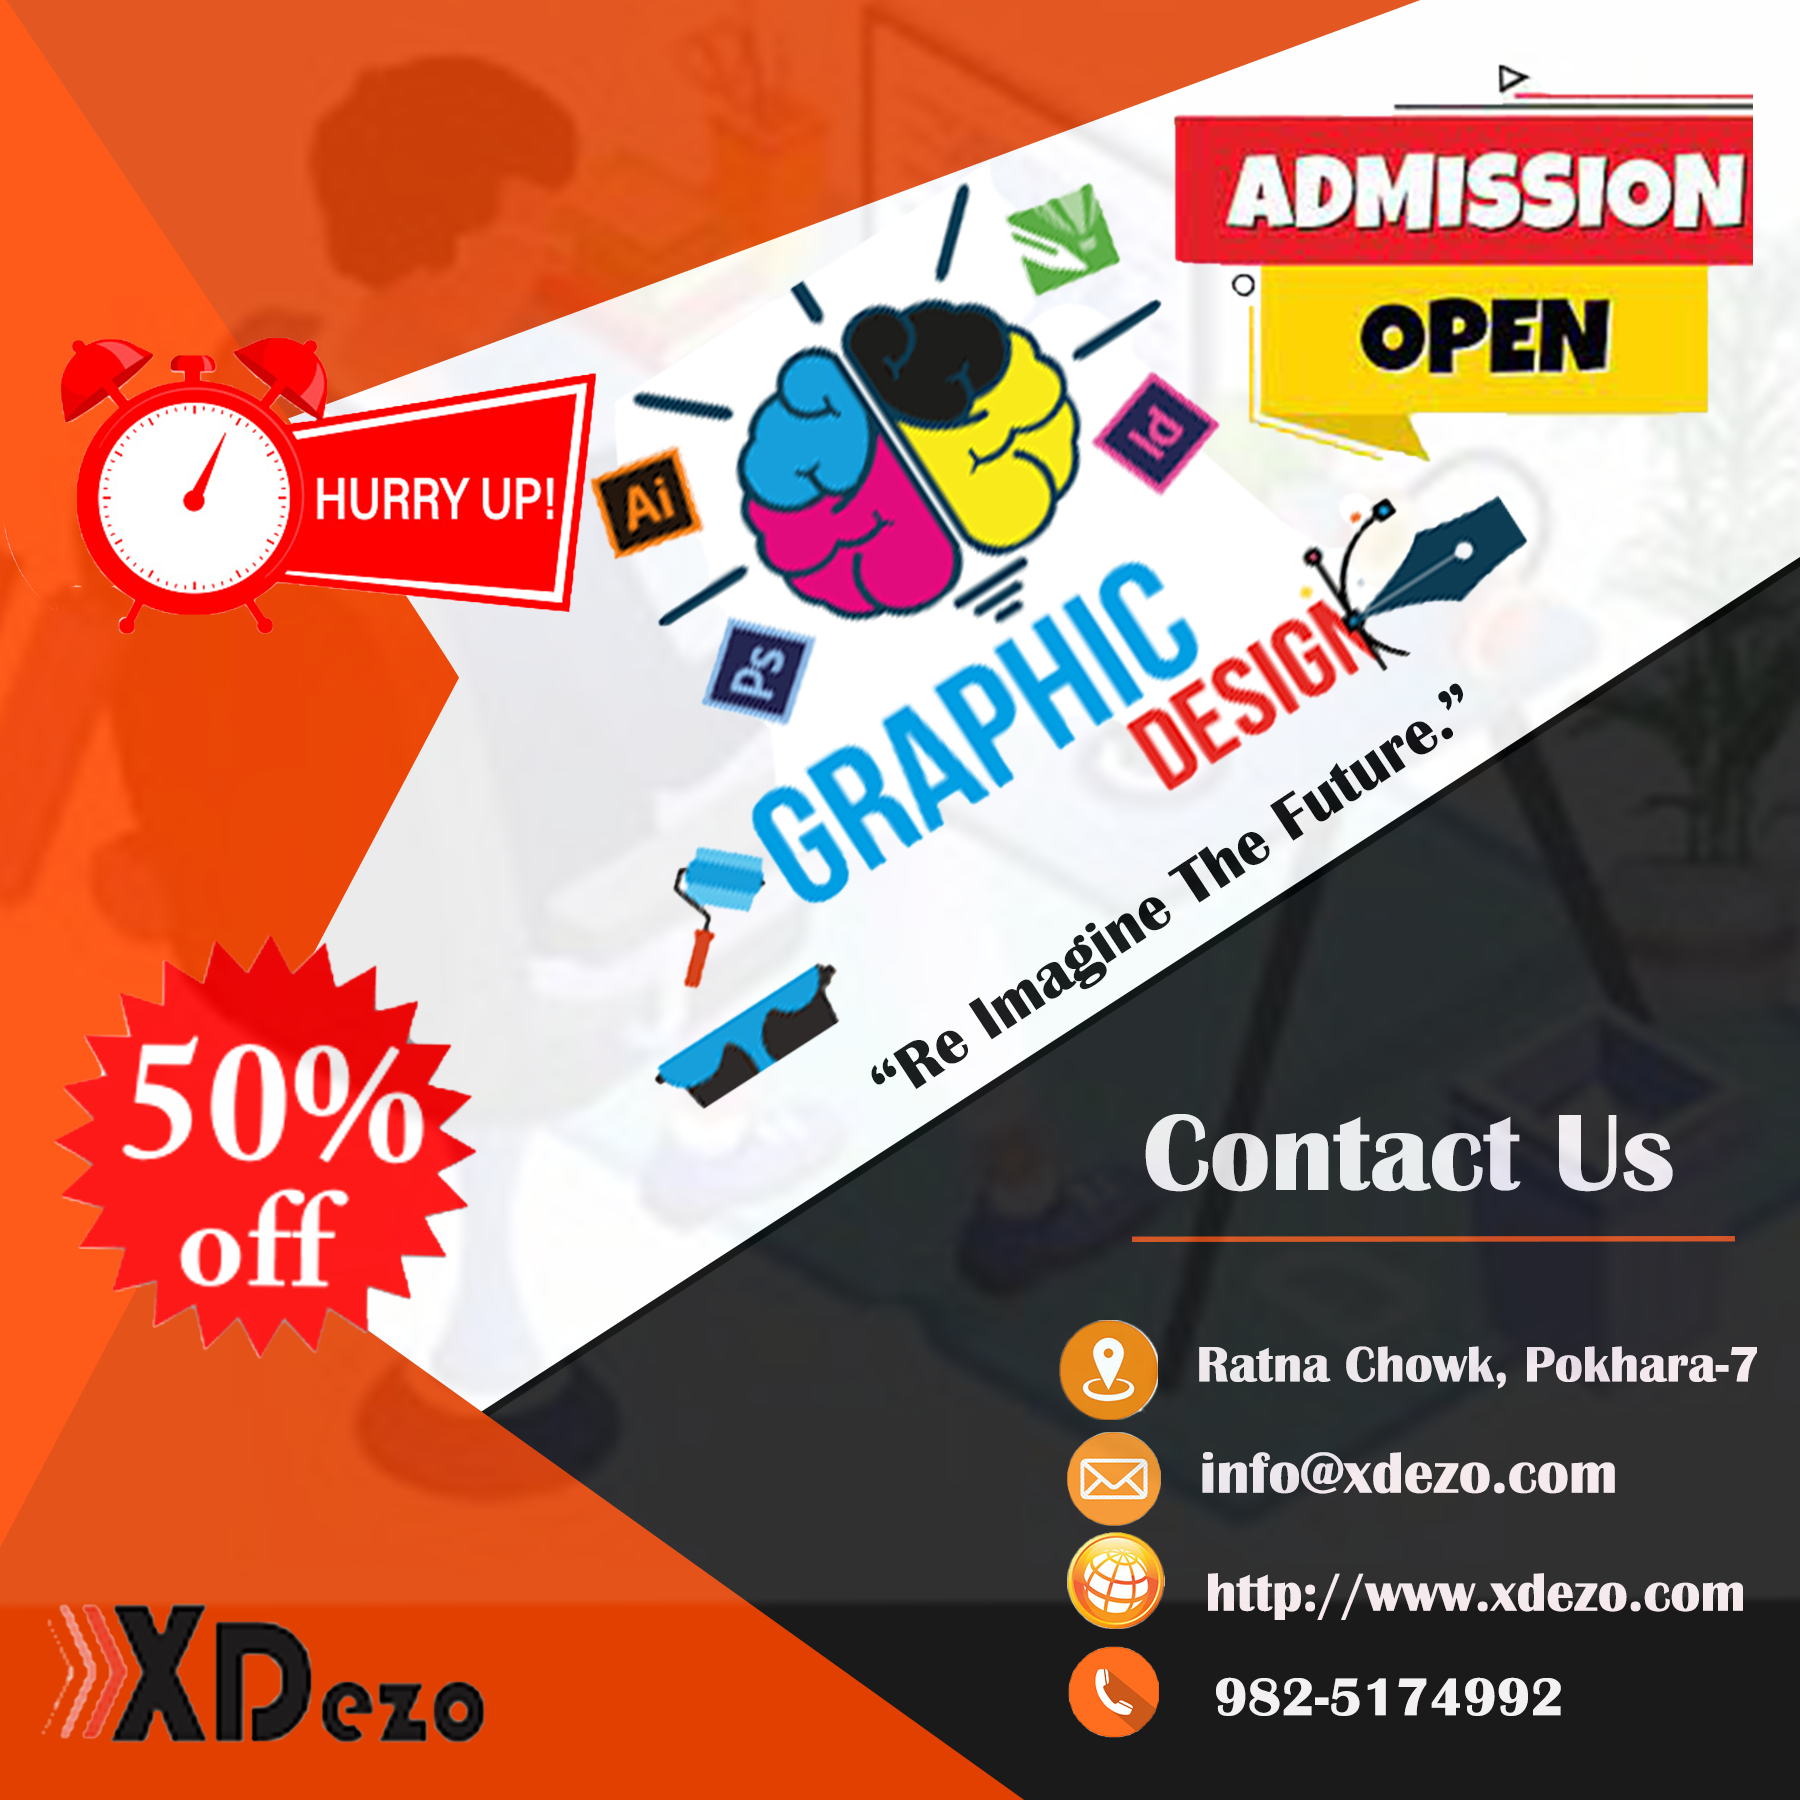 ADMISSION
OPEN
HURRY UP!
Ai
Id
Ps
GRAPHIC
DESIGN
“Re Imagine The Future.”
50%
off
Contact Us
Ratna Chowk, Pokhara-7
info@xdezo.com
http://www.xdezo.com
982-5174992
XDezo